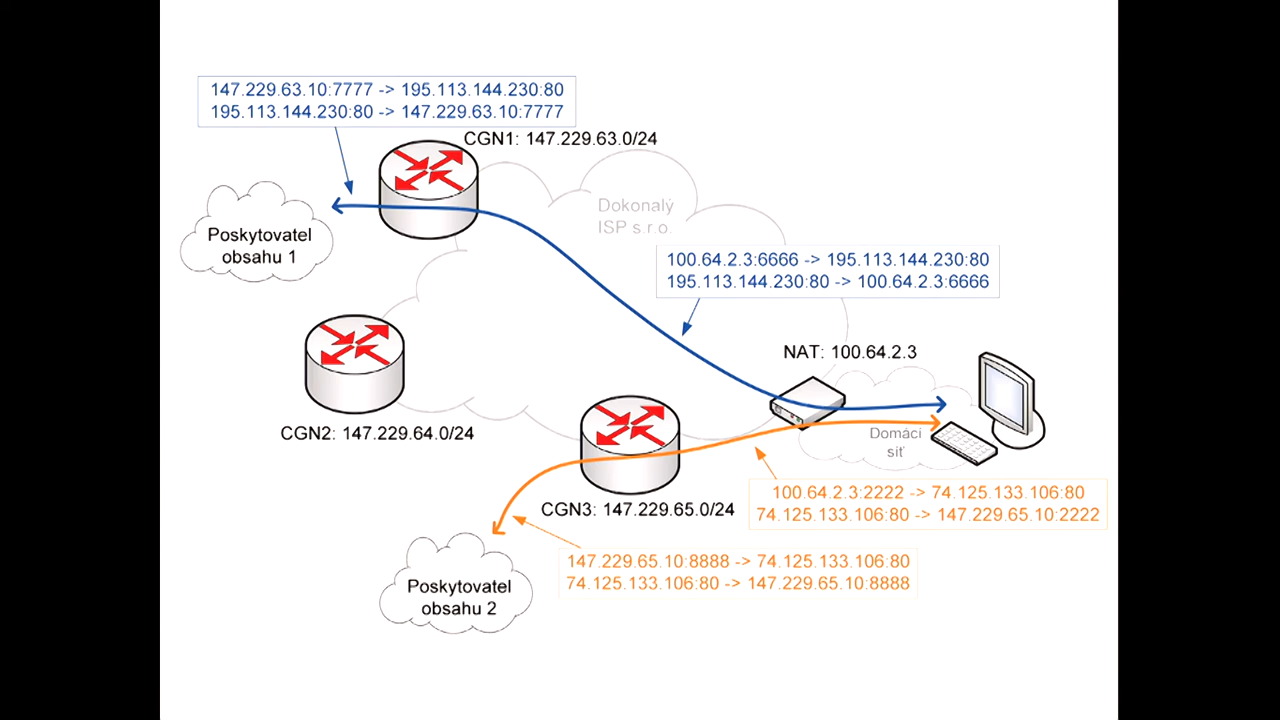 147.229.63.10:7777 -> 195.113.144.230:80
195.113.144.230:80 -> 147.229.63.10:7777
CGN1: 147.229.63.0/24
Dokonalý
ISP s.r.o.
Poskytovatel
obsahu 1
100.64.2.3:6666 -> 195.113.144.230:80
195.113.144.230:80 -> 100.64.2.3:6666
NAT: 100.64.2.3
CGN2: 147.229.64.0/24
Domácí
síť
CGN3: 147.229.65.0/24
100.64.2.3:2222 -> 74.125.133.106:80
74.125.133.106:80 -> 147.229.65.10:2222
147.229.65.10:8888 -> 74.125.133.106:80
74.125.133.106:80 -> 147.229.65.10:8888
Poskytovatel
obsahu 2